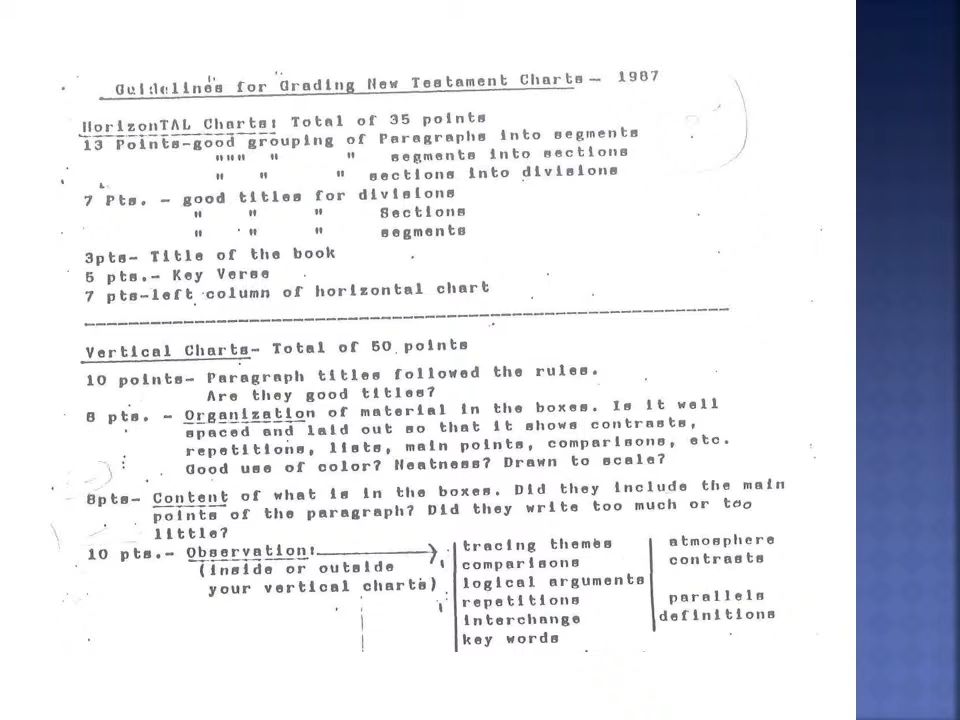 Guidelines for Grading New Testament Charts - 1987
HorizonTAL Charts: Total of 35 points
13 Points-good grouping of Paragraphs into segments
"""" " " segments into sections
" " " sections into divisions
7 Pts. - good titles for divisions
" " " Sections
" " " segments
3pts- Title of the book
5 pts.- Key Verse
7 pts-left column of horizontal chart
Vertical Charts- Total of 50 points
10 points- Paragraph titles followed the rules.
Are they good titles?
8 pts. - Organization of material in the boxes. Is it well
spaced and laid out so that it shows contrasts,
repetitions, lists, main points, comparisons, etc.
Good use of color? Neatness? Drawn to scale?
8pts- Content of what is in the boxes. Did they include the main
points of the paragraph? Did they write too much or too
little?
10 pts.- Observation:
(inside or outside
your vertical charts)
tracing themes
comparisons
logical arguments
repetitions
interchange
key words
atmosphere
contrasts
parallels
definitions